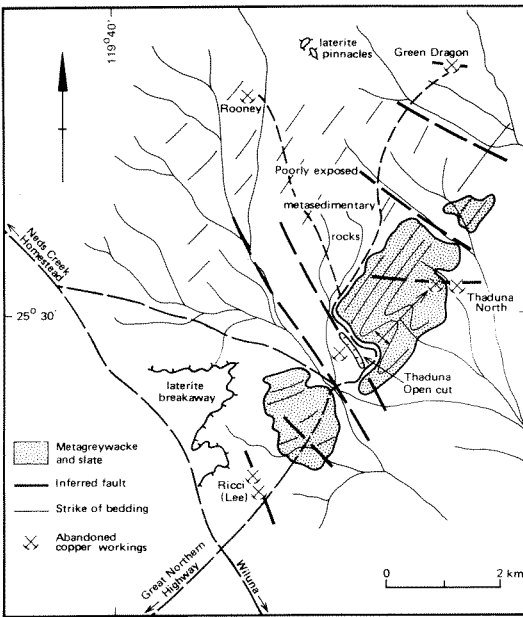 119° 40'
laterite
pinnacles
Green Dragon
Rooney
Poorly exposed
metasedimentary
rocks
Neds Creek
Homestead
Thaduna
North
25° 30'
Thaduna
Open cut
laterite
breakaway
Metagreywacke
and slate
Inferred fault
Strike of bedding
Abandoned
copper workings
Ricci
(Lee)
Great Northern
Highway
Wiluna
0 2 km